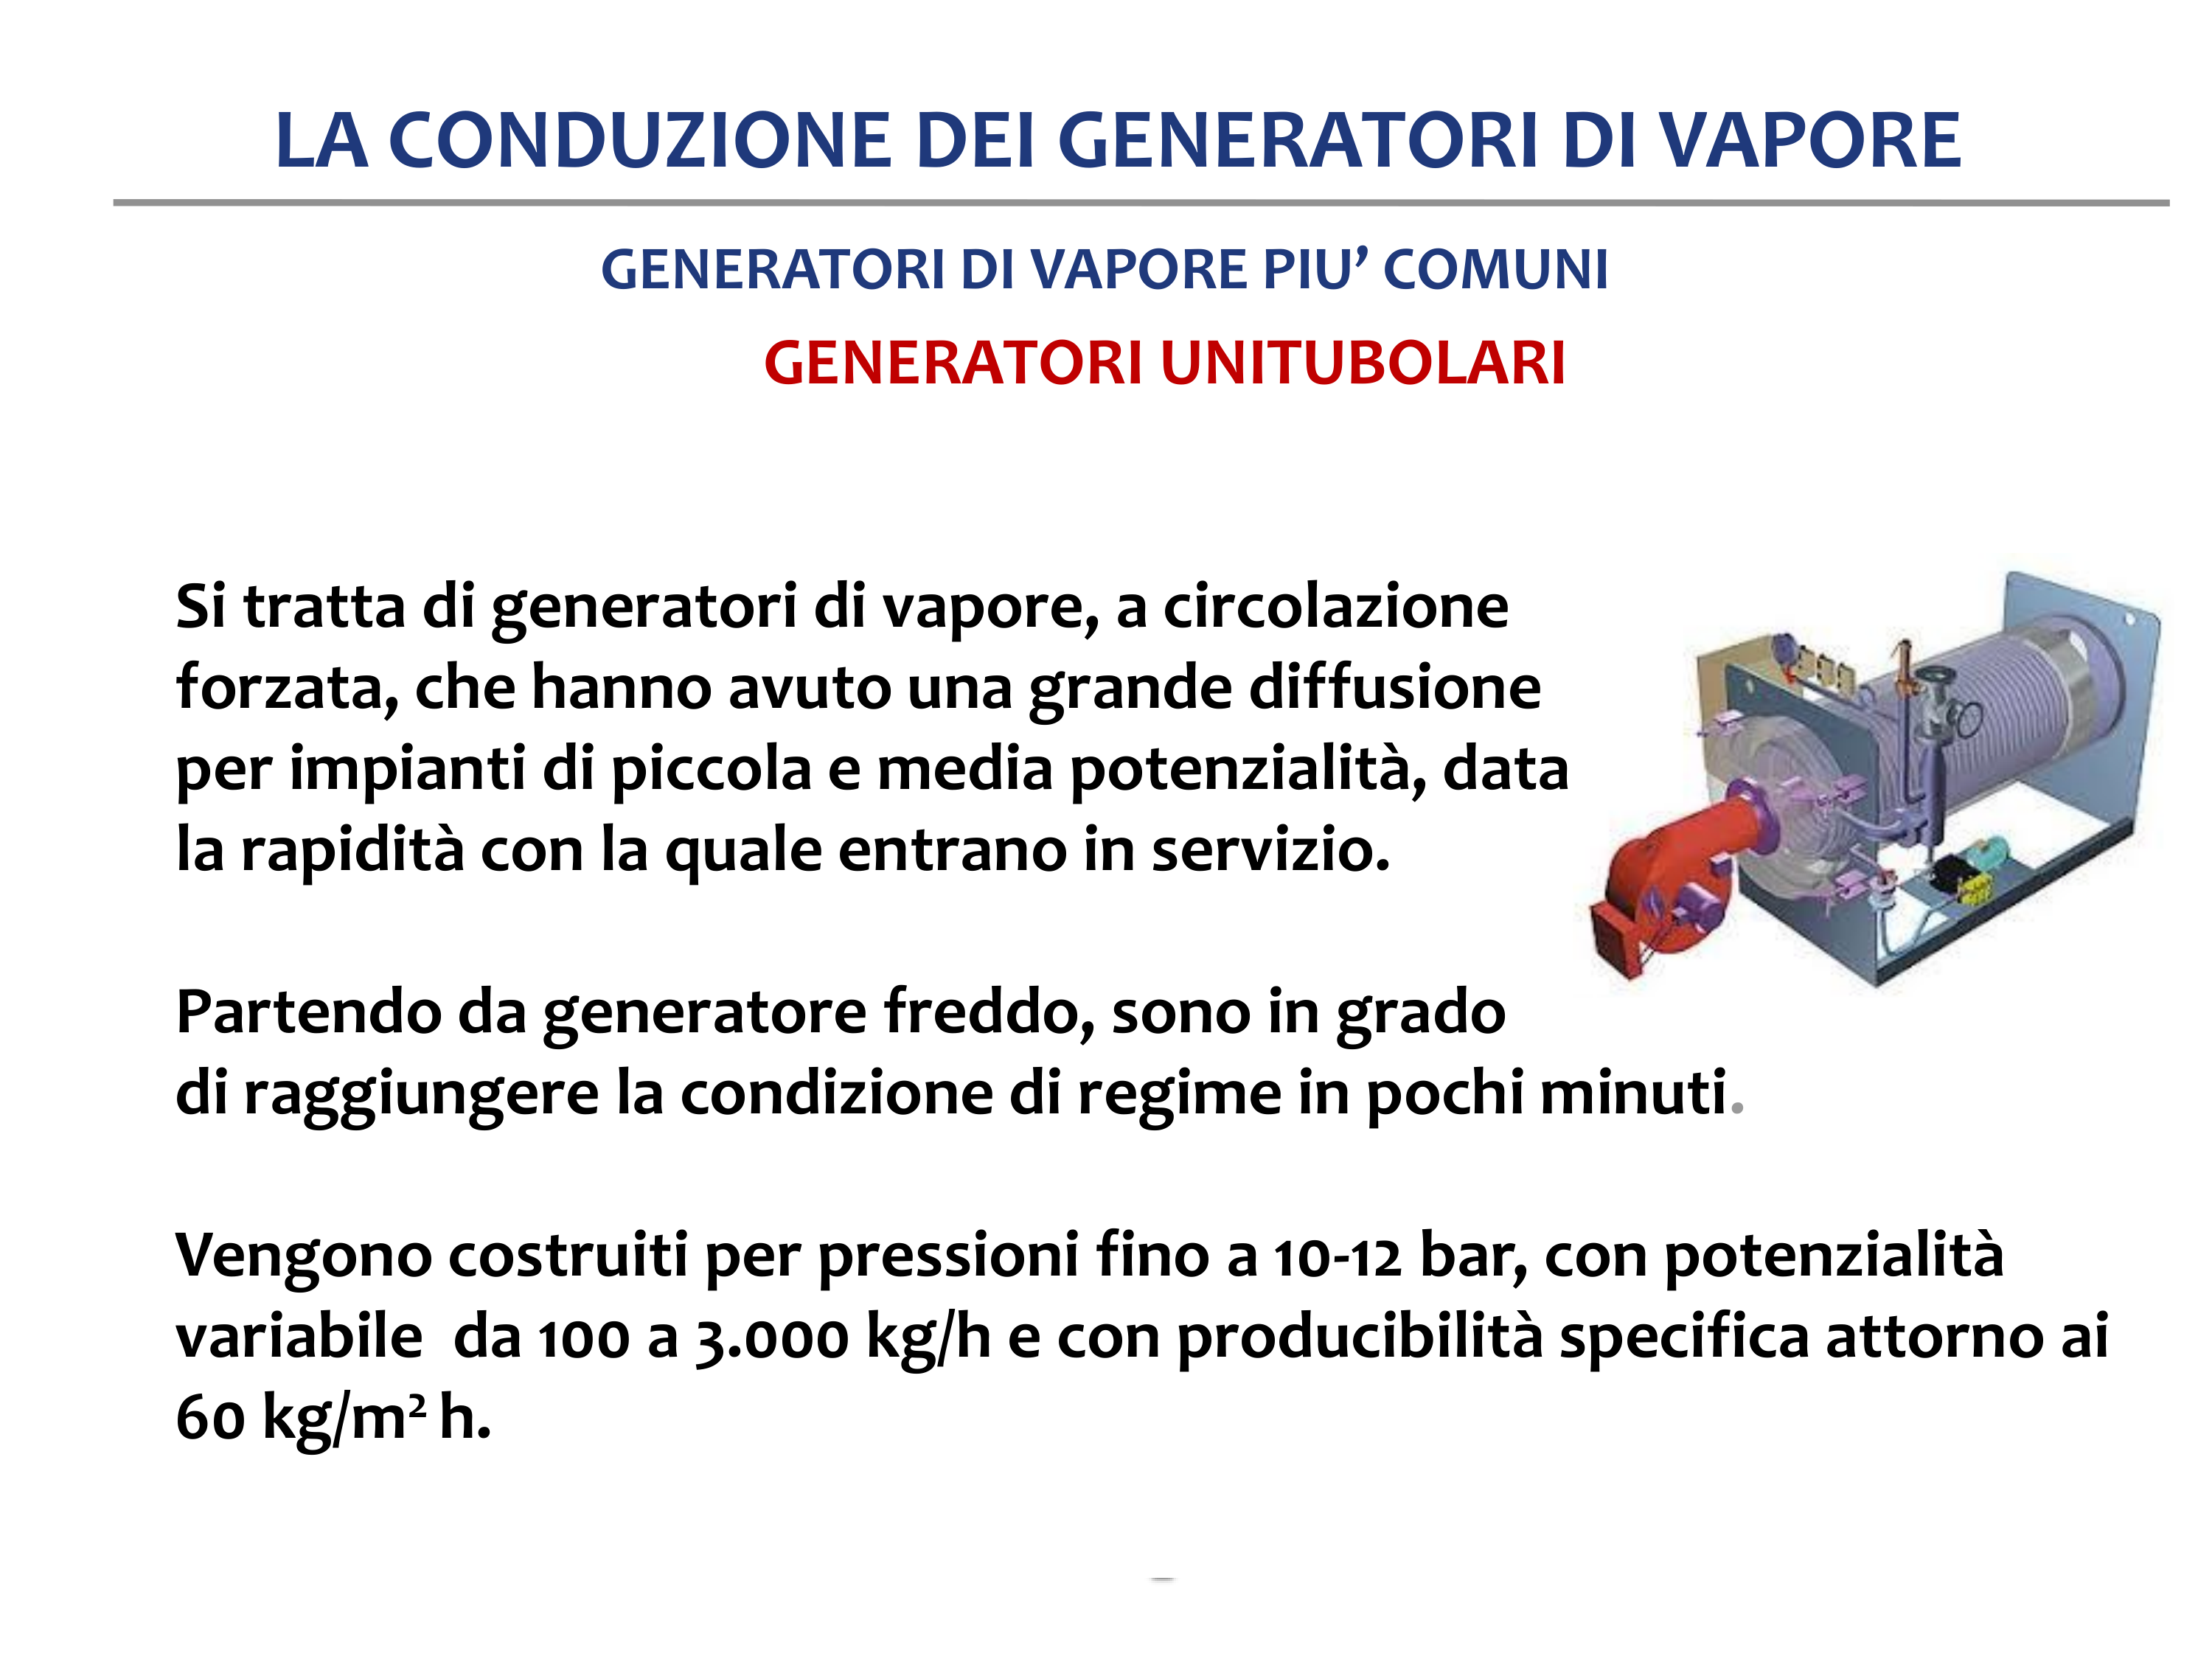 LA CONDUZIONE DEI GENERATORI DI VAPORE
GENERATORI DI VAPORE PIU’ COMUNI
GENERATORI UNITUBOLARI
Si tratta di generatori di vapore, a circolazione
forzata, che hanno avuto una grande diffusione
per impianti di piccola e media potenzialità, data
la rapidità con la quale entrano in servizio.
Partendo da generatore freddo, sono in grado
di raggiungere la condizione di regime in pochi minuti.
Vengono costruiti per pressioni fino a 10-12 bar, con potenzialità
variabile da 100 a 3.000 kg/h e con producibilità specifica attorno ai
60 kg/m² h.